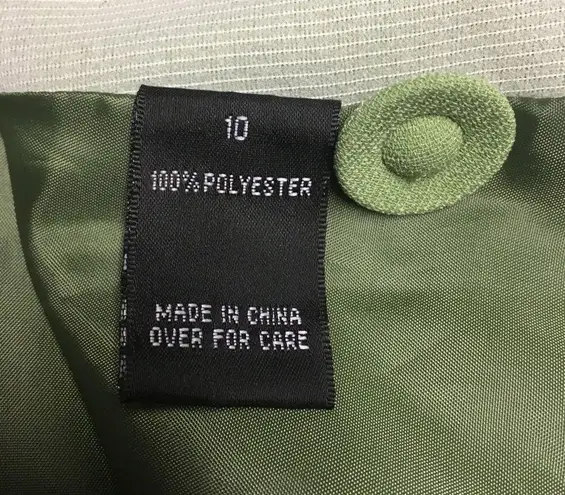 10
100% POLYESTER
MADE IN CHINA
OVER FOR CARE